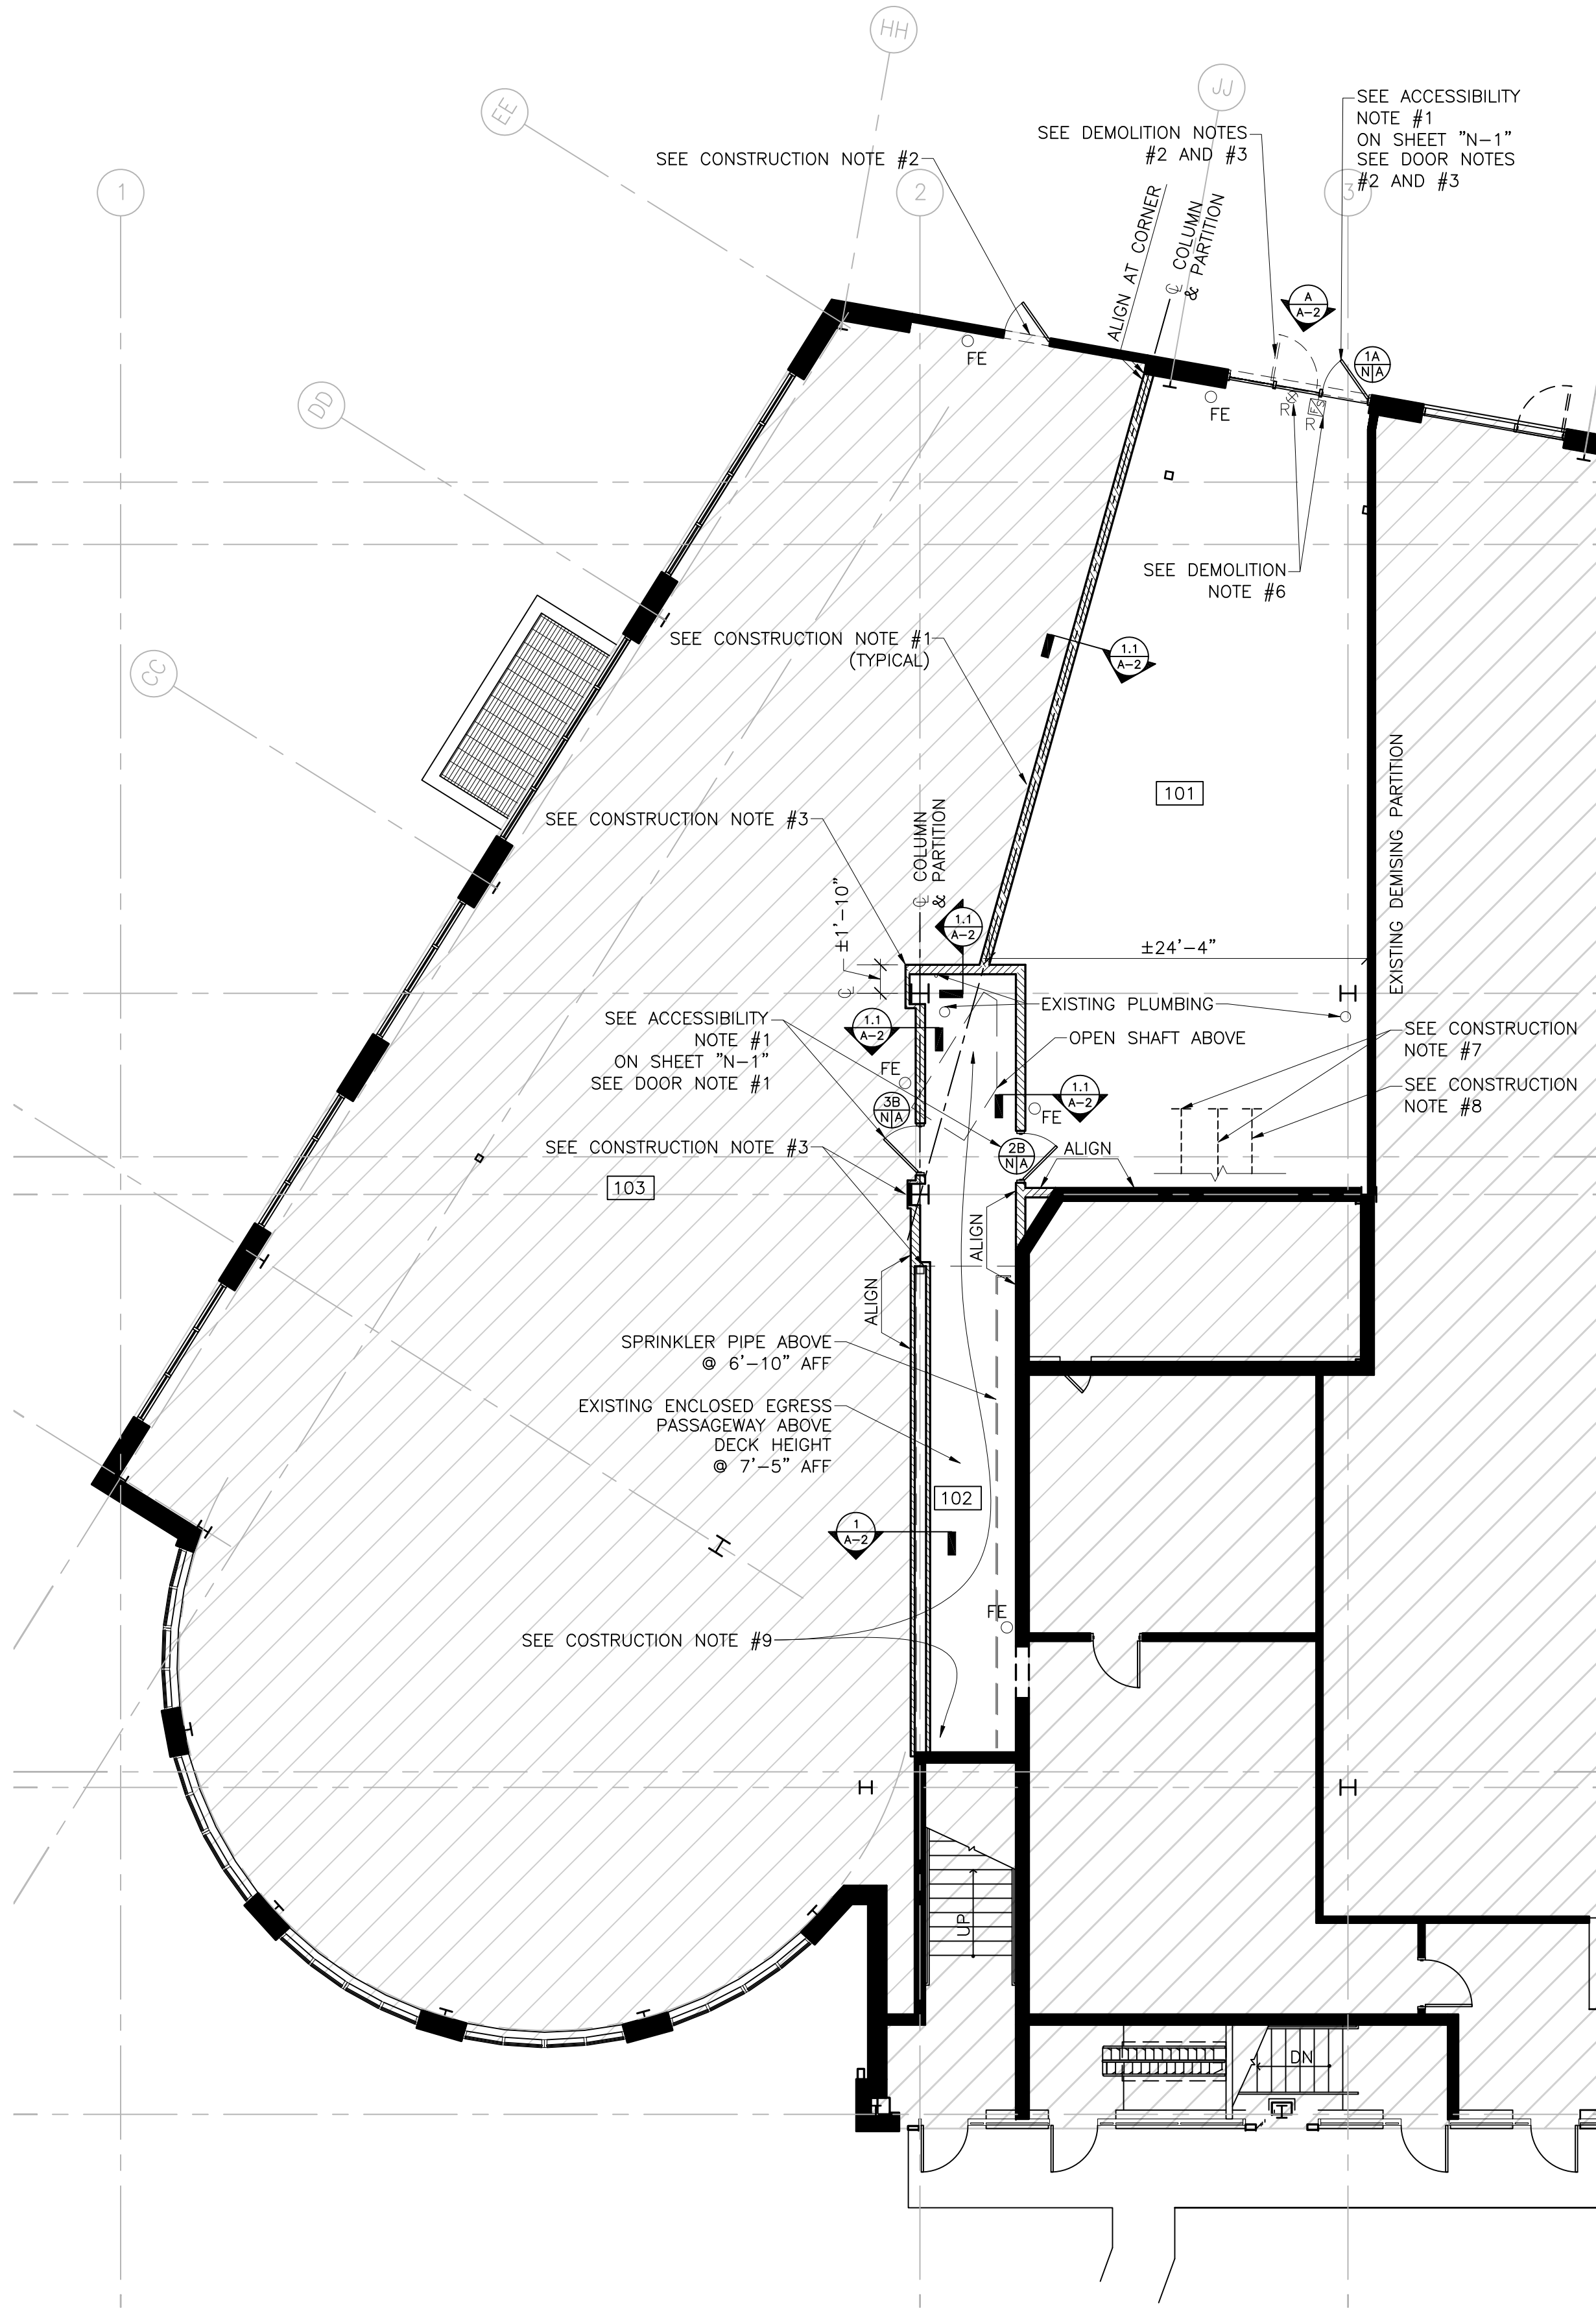 HH
JJ
EE
SEE ACCESSIBILITY
NOTE #1
ON SHEET "N-1"
SEE DOOR NOTES
#2 AND #3
SEE DEMOLITION NOTES
#2 AND #3
SEE CONSTRUCTION NOTE #2
1
2
3
ALIGN AT CORNER
℄ COLUMN
& PARTITION
A
A-2
1A
N A
FE
FE
R
R
DD
SEE DEMOLITION
NOTE #6
SEE CONSTRUCTION NOTE #1
(TYPICAL)
1.1
A-2
CC
101
EXISTING DEMISING PARTITION
SEE CONSTRUCTION NOTE #3
℄ COLUMN
& PARTITION
±1'-10"
℄
1.1
A-2
±24'-4"
EXISTING PLUMBING
SEE ACCESSIBILITY
NOTE #1
ON SHEET "N-1"
SEE DOOR NOTE #1
1.1
A-2
OPEN SHAFT ABOVE
SEE CONSTRUCTION
NOTE #7
FE
1.1
A-2
SEE CONSTRUCTION
NOTE #8
3B
N A
FE
SEE CONSTRUCTION NOTE #3
2B
N A
ALIGN
103
ALIGN
ALIGN
SPRINKLER PIPE ABOVE
@ 6'-10" AFF
EXISTING ENCLOSED EGRESS
PASSAGEWAY ABOVE
DECK HEIGHT
@ 7'-5" AFF
102
1
A-2
FE
SEE COSTRUCTION NOTE #9
UP
DN